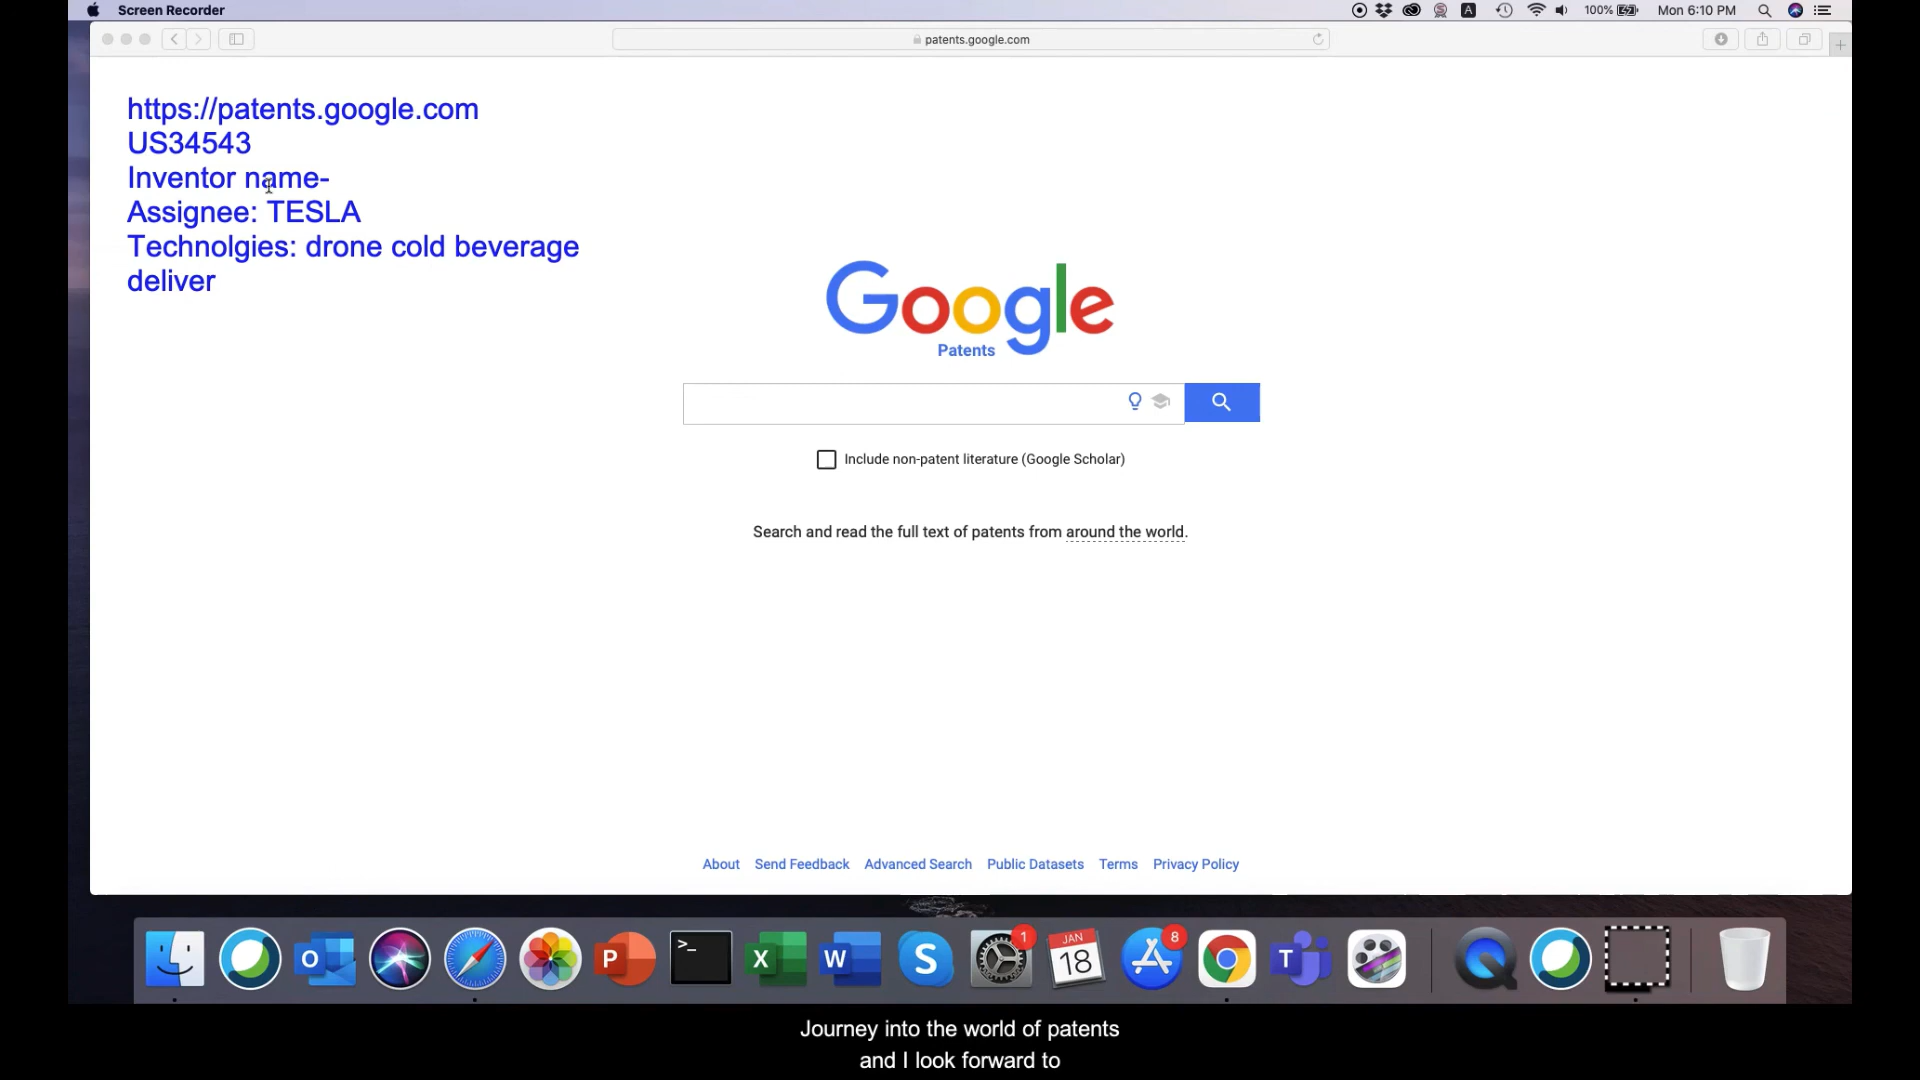 Screen Recorder
100%
Mon 6:10 PM
patents.google.com
https://patents.google.com
US34543
Inventor name-
Assignee: TESLA
Technolgies: drone cold beverage
deliver
Google
Patents
Include non-patent literature (Google Scholar)
Search and read the full text of patents from around the world.
About Send Feedback Advanced Search Public Datasets Terms Privacy Policy
O
P
>_
X
W
S
1
JAN
18
8
T
Journey into the world of patents
and I look forward to